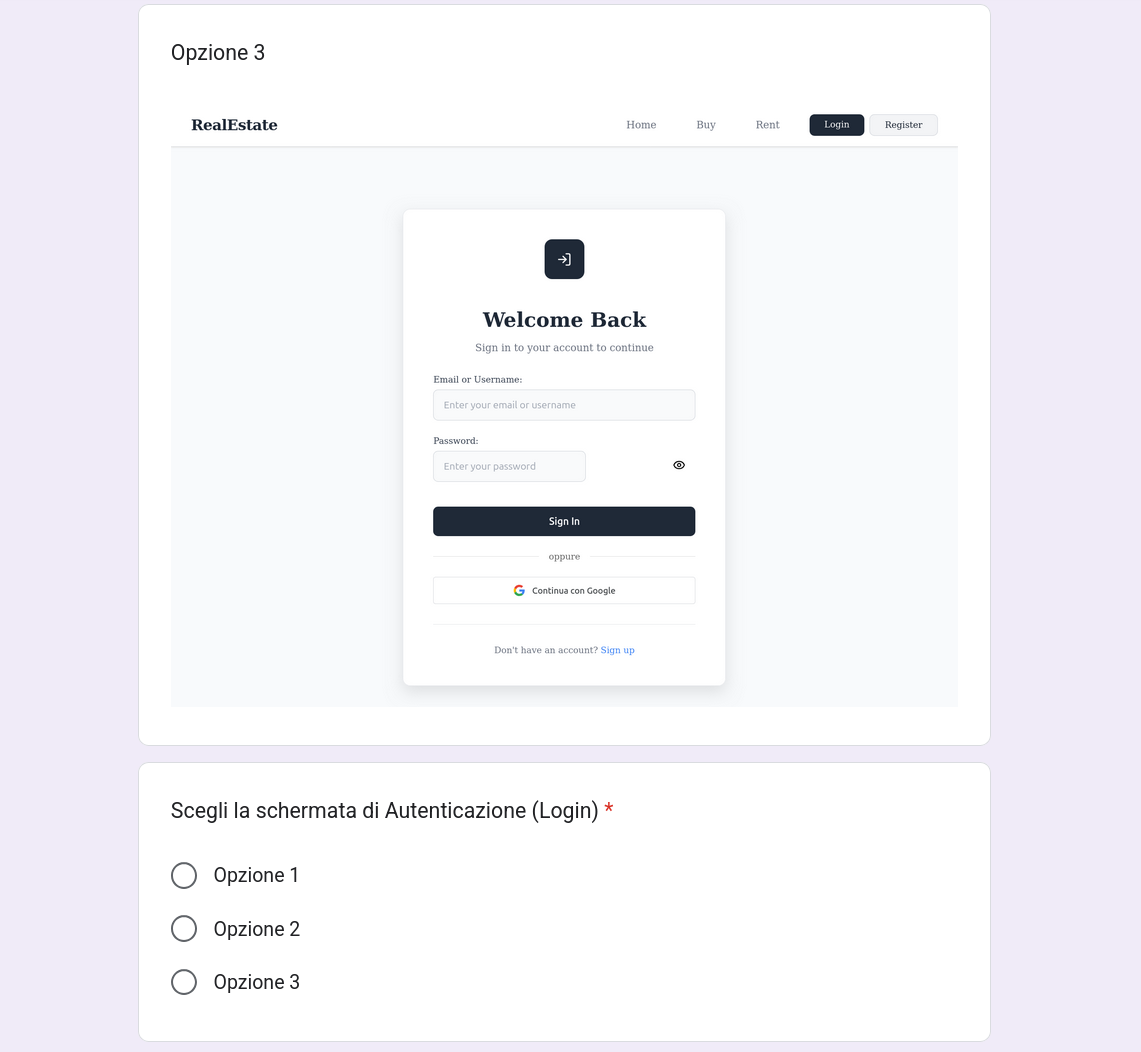 Opzione 3
RealEstate Home Buy Rent Login Register
Welcome Back
Sign in to your account to continue
Email or Username:
Enter your email or username
Password:
Enter your password
Sign In
oppure
Continua con Google
Don't have an account? Sign up
Scegli la schermata di Autenticazione (Login) *
Opzione 1
Opzione 2
Opzione 3